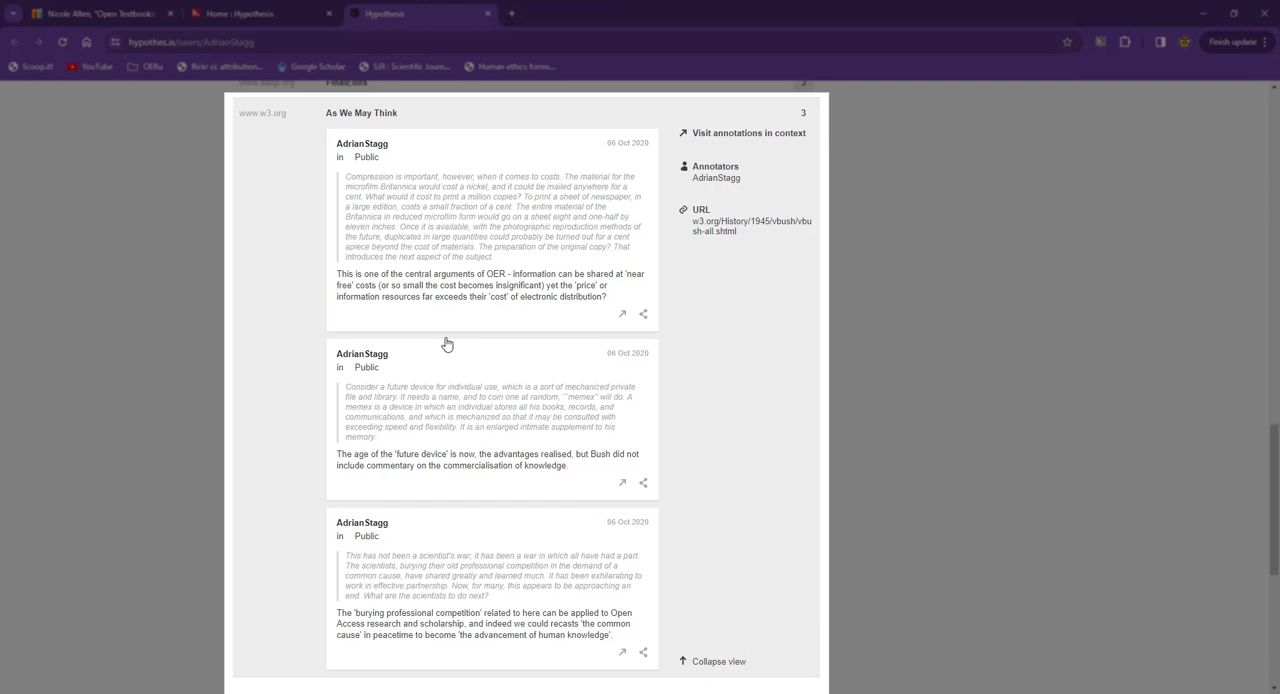 Nicole Allen, "Open Textbooks
Home : Hypothesis
Hypothesis
hypothes.is/users/AdrianStagg
Finish update
Scoop.it!
YouTube
OERu
flickr cc attribution...
Google Scholar
SJR : Scientific Journ...
Human ethics forms...
www.w3.org
As We May Think
3
AdrianStagg
06 Oct 2020
in Public
Compression is important, however, when it comes to costs. The material for the
microfilm Britannica would cost a nickel, and it could be mailed anywhere for a
cent. What would it cost to print a million copies? To print a sheet of newspaper, in
a large edition, costs a small fraction of a cent. The entire material of the
Britannica in reduced microfilm form would go on a sheet eight and one-half by
eleven inches. Once it is available, with the photographic reproduction methods of
the future, duplicates in large quantities could probably be turned out for a cent
apiece beyond the cost of materials. The preparation of the original copy? That
introduces the next aspect of the subject.
This is one of the central arguments of OER - information can be shared at 'near
free' costs (or so small the cost becomes insignificant) yet the 'price' or
information resources far exceeds their 'cost' of electronic distribution?
Visit annotations in context
Annotators
AdrianStagg
URL
w3.org/History/1945/vbush/vbu
sh-all.shtml
AdrianStagg
06 Oct 2020
in Public
Consider a future device for individual use, which is a sort of mechanized private
file and library. It needs a name, and to coin one at random, ``memex'' will do. A
memex is a device in which an individual stores all his books, records, and
communications, and which is mechanized so that it may be consulted with
exceeding speed and flexibility. It is an enlarged intimate supplement to his
memory.
The age of the 'future device' is now, the advantages realised, but Bush did not
include commentary on the commercialisation of knowledge.
AdrianStagg
06 Oct 2020
in Public
This has not been a scientist's war; it has been a war in which all have had a part.
The scientists, burying their old professional competition in the demand of a
common cause, have shared greatly and learned much. It has been exhilarating to
work in effective partnership. Now, for many, this appears to be approaching an
end. What are the scientists to do next?
The 'burying professional competition' related to here can be applied to Open
Access research and scholarship, and indeed we could recasts 'the common
cause' in peacetime to become 'the advancement of human knowledge'.
Collapse view